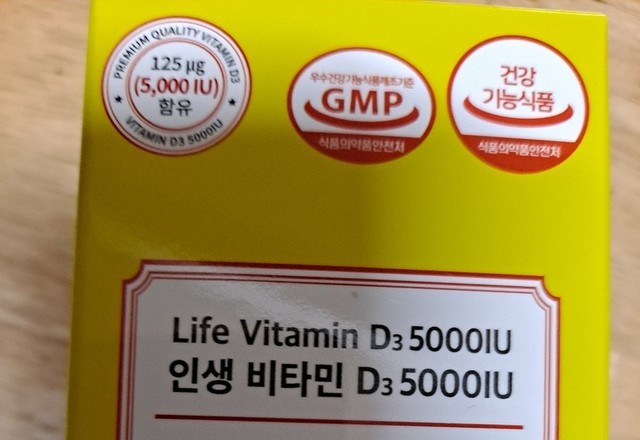 PREMIUM QUALITY VITAMIN D3
125 μg
(5,000 IU)
함유
VITAMIN D3 5000IU
우수건강기능식품제조기준
GMP
식품의약품안전처
건강
기능식품
식품의약품안전처
Life Vitamin D3 5000IU
인생 비타민 D3 5000IU